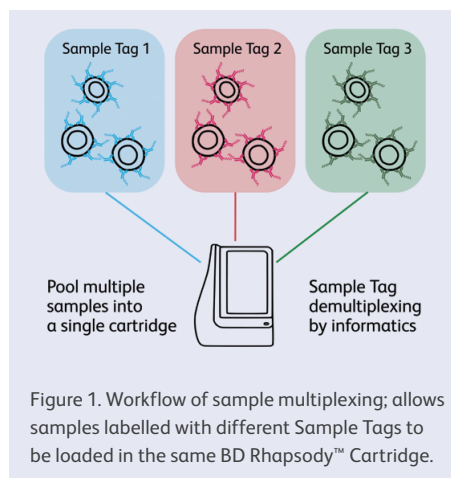 Sample Tag 1
Sample Tag 2
Sample Tag 3
Pool multiple
samples into
a single cartridge
Sample Tag
demultiplexing
by informatics
Figure 1. Workflow of sample multiplexing; allows
samples labelled with different Sample Tags to
be loaded in the same BD Rhapsody™ Cartridge.